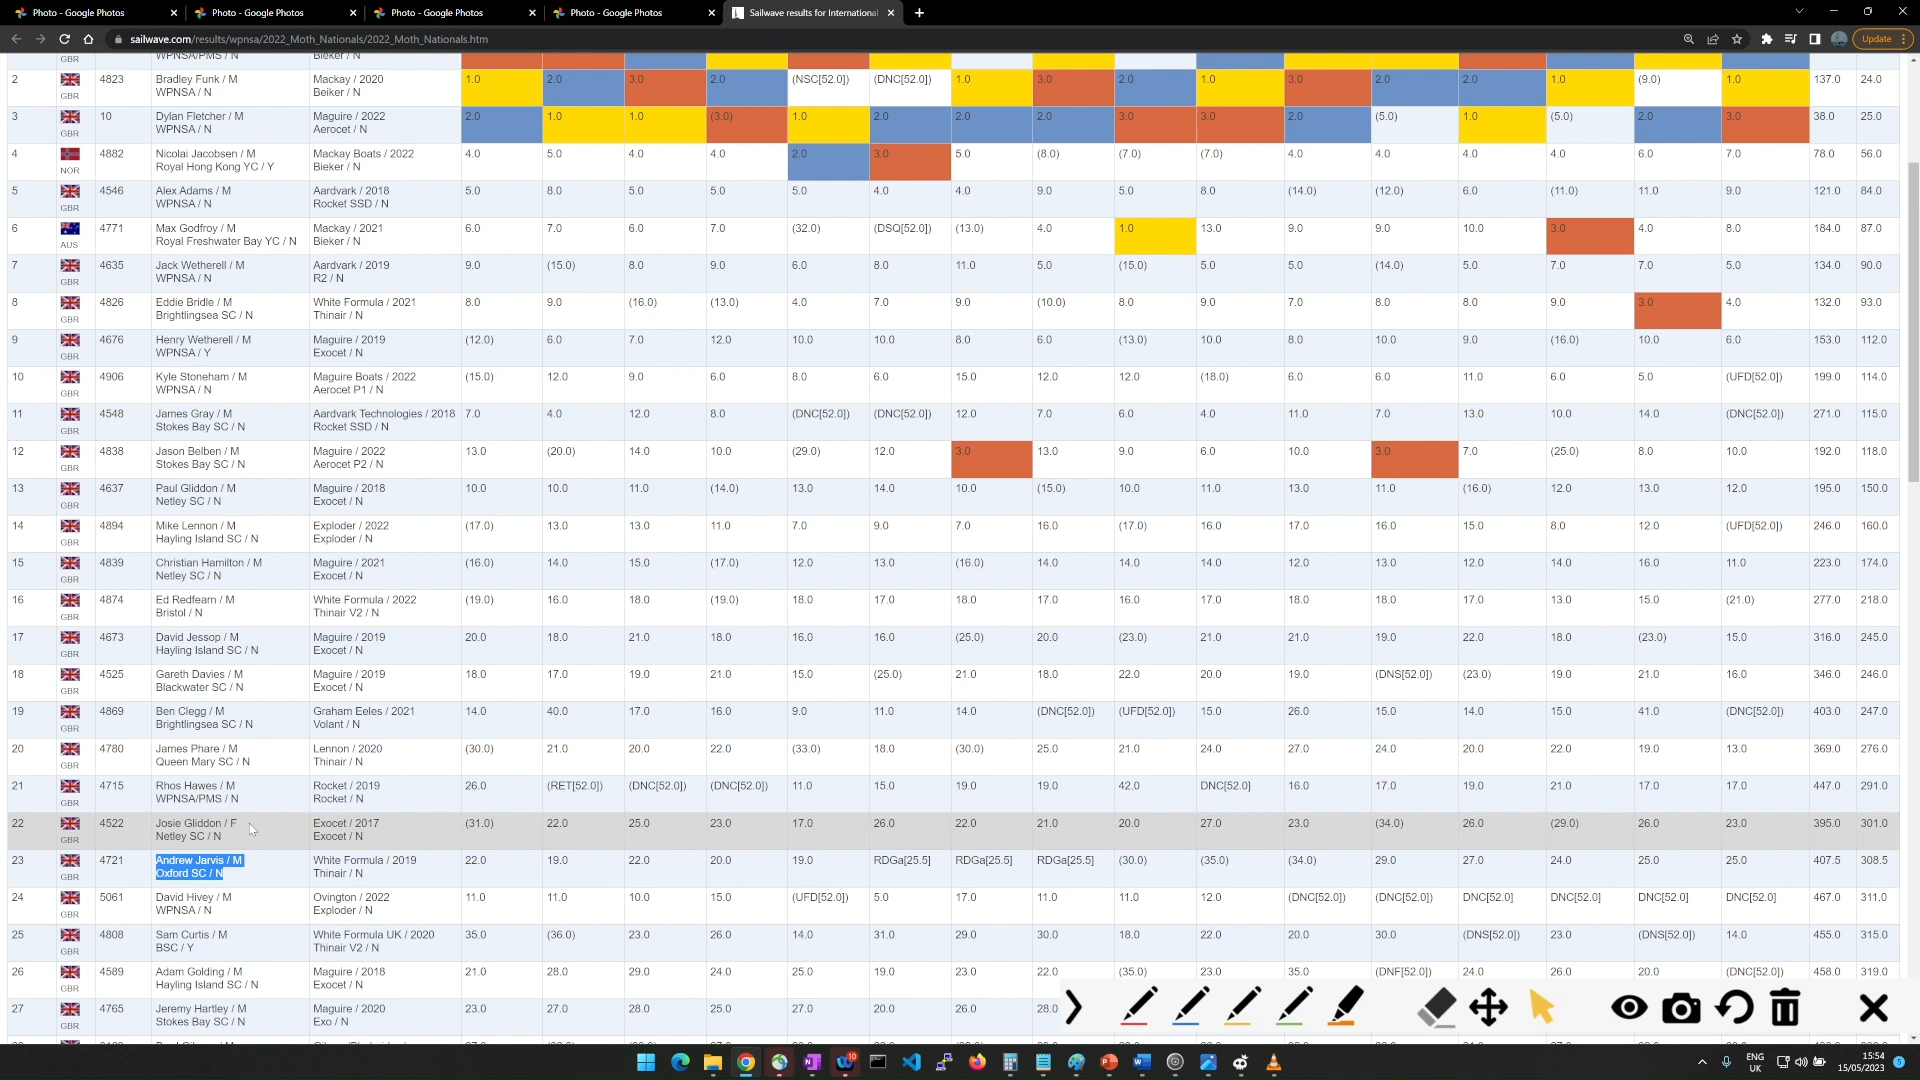 Photo - Google Photos
Photo - Google Photos
Photo - Google Photos
Photo - Google Photos
Sailwave results for International
sailwave.com/results/wpnsa/2022_Moth_Nationals/2022_Moth_Nationals.htm
Update
GBR WPNSA/PMS / N Bieker / N
2 4823 Bradley Funk / M Mackay / 2020 1.0 2.0 3.0 2.0 (NSC[52.0]) (DNC[52.0]) 1.0 3.0 2.0 1.0 3.0 2.0 2.0 1.0 (9.0) 1.0 137.0 24.0
GBR WPNSA / N Beiker / N
3 10 Dylan Fletcher / M Maguire / 2022 2.0 1.0 1.0 (3.0) 1.0 2.0 2.0 2.0 3.0 3.0 2.0 (5.0) 1.0 (5.0) 2.0 3.0 38.0 25.0
GBR WPNSA / N Aerocet / N
4 4882 Nicolai Jacobsen / M Mackay Boats / 2022 4.0 5.0 4.0 4.0 2.0 3.0 5.0 (8.0) (7.0) (7.0) 4.0 4.0 4.0 4.0 6.0 7.0 78.0 56.0
NOR Royal Hong Kong YC / Y Bieker / N
5 4546 Alex Adams / M Aardvark / 2018 5.0 8.0 5.0 5.0 5.0 4.0 4.0 9.0 5.0 8.0 (14.0) (12.0) 6.0 (11.0) 11.0 9.0 121.0 84.0
GBR WPNSA / N Rocket SSD / N
6 4771 Max Godfroy / M Mackay / 2021 6.0 7.0 6.0 7.0 (32.0) (DSQ[52.0]) (13.0) 4.0 1.0 13.0 9.0 9.0 10.0 3.0 4.0 8.0 184.0 87.0
AUS Royal Freshwater Bay YC / N Bieker / N
7 4635 Jack Wetherell / M Aardvark / 2019 9.0 (15.0) 8.0 9.0 6.0 8.0 11.0 5.0 (15.0) 5.0 5.0 (14.0) 5.0 7.0 7.0 5.0 134.0 90.0
GBR WPNSA / N R2 / N
8 4826 Eddie Bridle / M White Formula / 2021 8.0 9.0 (16.0) (13.0) 4.0 7.0 9.0 (10.0) 8.0 9.0 7.0 8.0 8.0 9.0 3.0 4.0 132.0 93.0
GBR Brightlingsea SC / N Thinair / N
9 4676 Henry Wetherell / M Maguire / 2019 (12.0) 6.0 7.0 12.0 10.0 10.0 8.0 6.0 (13.0) 10.0 8.0 10.0 9.0 (16.0) 10.0 6.0 153.0 112.0
GBR WPNSA / Y Exocet / N
10 4906 Kyle Stoneham / M Maguire Boats / 2022 (15.0) 12.0 9.0 6.0 8.0 6.0 15.0 12.0 12.0 (18.0) 6.0 6.0 11.0 6.0 5.0 (UFD[52.0]) 199.0 114.0
GBR WPNSA / N Aerocet P1 / N
11 4548 James Gray / M Aardvark Technologies / 2018 7.0 4.0 12.0 8.0 (DNC[52.0]) (DNC[52.0]) 12.0 7.0 6.0 4.0 11.0 7.0 13.0 10.0 14.0 (DNC[52.0]) 271.0 115.0
GBR Stokes Bay SC / N Rocket SSD / N
12 4838 Jason Belben / M Maguire / 2022 13.0 (20.0) 14.0 10.0 (29.0) 12.0 3.0 13.0 9.0 6.0 10.0 3.0 7.0 (25.0) 8.0 10.0 192.0 118.0
GBR Stokes Bay SC / N Aerocet P2 / N
13 4637 Paul Gliddon / M Maguire / 2018 10.0 10.0 11.0 (14.0) 13.0 14.0 10.0 (15.0) 10.0 11.0 13.0 11.0 (16.0) 12.0 13.0 12.0 195.0 150.0
GBR Netley SC / N Exocet / N
14 4894 Mike Lennon / M Exploder / 2022 (17.0) 13.0 13.0 11.0 7.0 9.0 7.0 16.0 (17.0) 16.0 17.0 16.0 15.0 8.0 12.0 (UFD[52.0]) 246.0 160.0
GBR Hayling Island SC / N Exploder / N
15 4839 Christian Hamilton / M Maguire / 2021 (16.0) 14.0 15.0 (17.0) 12.0 13.0 (16.0) 14.0 14.0 14.0 12.0 13.0 12.0 14.0 16.0 11.0 223.0 174.0
GBR Netley SC / N Exocet / N
16 4874 Ed Redfearn / M White Formula / 2022 (19.0) 16.0 18.0 (19.0) 18.0 17.0 18.0 17.0 16.0 17.0 18.0 18.0 17.0 13.0 15.0 (21.0) 277.0 218.0
GBR Bristol / N Thinair V2 / N
17 4673 David Jessop / M Maguire / 2019 20.0 18.0 21.0 18.0 16.0 16.0 (25.0) 20.0 (23.0) 21.0 21.0 19.0 22.0 18.0 (23.0) 15.0 316.0 245.0
GBR Hayling Island SC / N Exocet / N
18 4525 Gareth Davies / M Maguire / 2019 18.0 17.0 19.0 21.0 15.0 (25.0) 21.0 18.0 22.0 20.0 19.0 (DNS[52.0]) (23.0) 19.0 21.0 16.0 346.0 246.0
GBR Blackwater SC / N Exocet / N
19 4869 Ben Clegg / M Graham Eeles / 2021 14.0 40.0 17.0 16.0 9.0 11.0 14.0 (DNC[52.0]) (UFD[52.0]) 15.0 26.0 15.0 14.0 15.0 41.0 (DNC[52.0]) 403.0 247.0
GBR Brightlingsea SC / N Volant / N
20 4780 James Phare / M Lennon / 2020 (30.0) 21.0 20.0 22.0 (33.0) 18.0 (30.0) 25.0 21.0 24.0 27.0 24.0 20.0 22.0 19.0 13.0 369.0 276.0
GBR Queen Mary SC / N Thinair / N
21 4715 Rhos Hawes / M Rocket / 2019 26.0 (RET[52.0]) (DNC[52.0]) (DNC[52.0]) 11.0 15.0 19.0 19.0 42.0 DNC[52.0] 16.0 17.0 19.0 21.0 17.0 17.0 447.0 291.0
GBR WPNSA/PMS / N Rocket / N
22 4522 Josie Gliddon / F Exocet / 2017 (31.0) 22.0 25.0 23.0 17.0 26.0 22.0 21.0 20.0 27.0 23.0 (34.0) 26.0 (29.0) 26.0 23.0 395.0 301.0
GBR Netley SC / N Exocet / N
23 4721 Andrew Jarvis / M White Formula / 2019 22.0 19.0 22.0 20.0 19.0 RDGa[25.5] RDGa[25.5] RDGa[25.5] (30.0) (35.0) (34.0) 29.0 27.0 24.0 25.0 25.0 407.5 308.5
GBR Oxford SC / N Thinair / N
24 5061 David Hivey / M Ovington / 2022 11.0 11.0 10.0 15.0 (UFD[52.0]) 5.0 17.0 11.0 11.0 12.0 (DNC[52.0]) (DNC[52.0]) DNC[52.0] DNC[52.0] DNC[52.0] DNC[52.0] 467.0 311.0
GBR WPNSA / N Exploder / N
25 4808 Sam Curtis / M White Formula UK / 2020 35.0 (36.0) 23.0 26.0 14.0 31.0 29.0 30.0 18.0 22.0 20.0 30.0 (DNS[52.0]) 23.0 (DNS[52.0]) 14.0 455.0 315.0
GBR BSC / Y Thinair V2 / N
26 4589 Adam Golding / M Maguire / 2018 21.0 28.0 29.0 24.0 25.0 19.0 23.0 22.0 (35.0) 23.0 35.0 (DNF[52.0]) 24.0 26.0 20.0 (DNC[52.0]) 458.0 319.0
GBR Hayling Island SC / N Exocet / N
27 4765 Jeremy Hartley / M Maguire / 2020 23.0 27.0 28.0 25.0 27.0 20.0 26.0 28.0
GBR Stokes Bay SC / N Exo / N
10
ENG
UK
15:54
15/05/2023
5